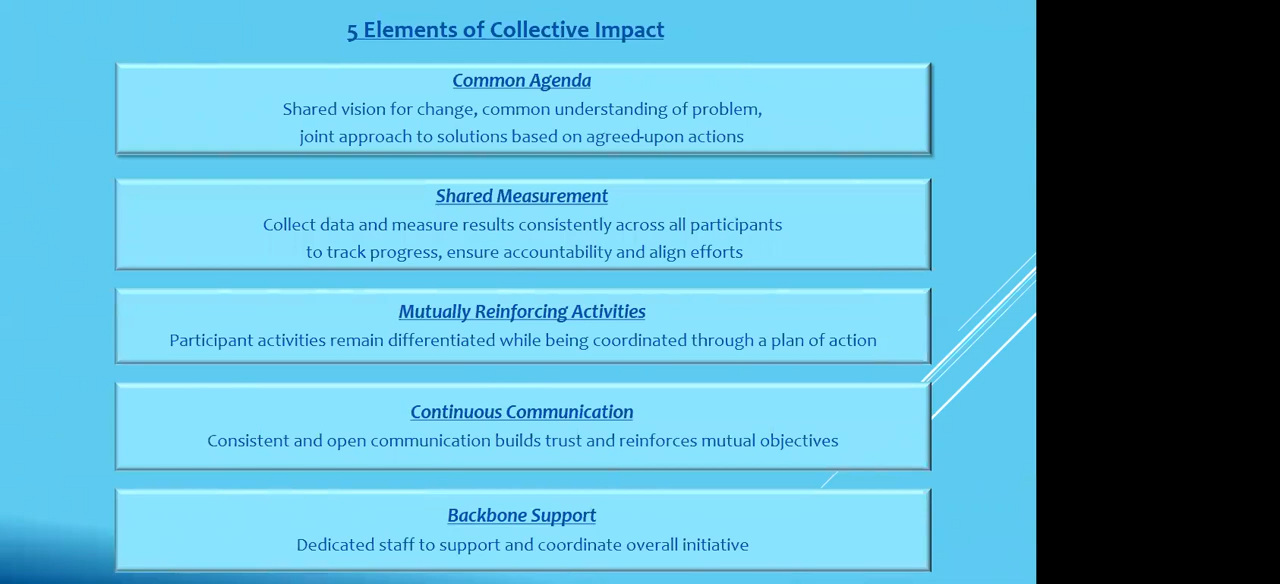 5 Elements of Collective Impact
Common Agenda
Shared vision for change, common understanding of problem,
joint approach to solutions based on agreed-upon actions
Shared Measurement
Collect data and measure results consistently across all participants
to track progress, ensure accountability and align efforts
Mutually Reinforcing Activities
Participant activities remain differentiated while being coordinated through a plan of action
Continuous Communication
Consistent and open communication builds trust and reinforces mutual objectives
Backbone Support
Dedicated staff to support and coordinate overall initiative